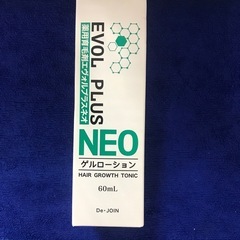 薬用育毛剤エヴォルプラスネオ
EVOL PLUS
NEO
ゲルローション
HAIR GROWTH TONIC
60mL
De・JOIN